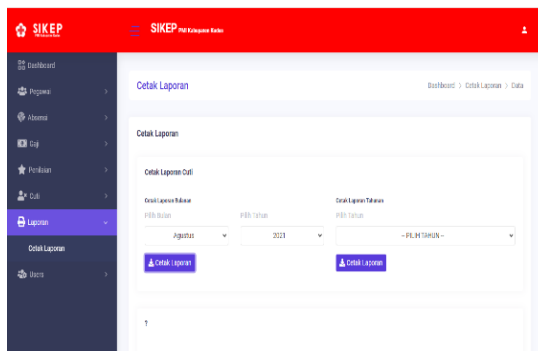 SIKEP
SIKEP PMI Kabupaten Kudus
Dashboard
Pegawai
Absensi
Gaji
Penilaian
Cuti
Laporan
Cetak Laporan
Users
Cetak Laporan
Dashboard > Cetak Laporan > Data
Cetak Laporan
Cetak Laporan Cuti
Cetak Laporan Bulanan
Cetak Laporan Tahunan
Pilih Bulan
Pilih Tahun
Pilih Tahun
Agustus
2021
-- PILIH TAHUN --
Cetak Laporan
Cetak Laporan
?